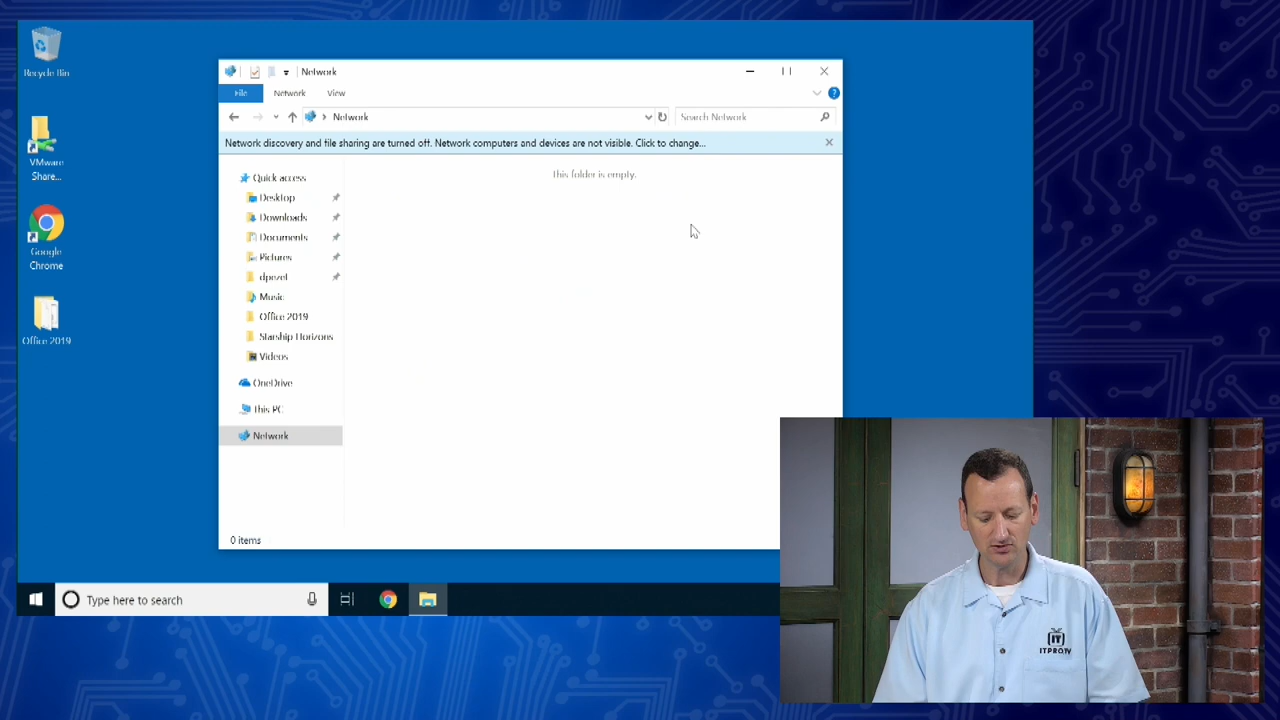 Recycle Bin
VMware
Share...
Google
Chrome
Office 2019
Network
File
Network
View
Network
Search Network
Network discovery and file sharing are turned off. Network computers and devices are not visible. Click to change...
This folder is empty.
Quick access
Desktop
Downloads
Documents
Pictures
dpezet
Music
Office 2019
Starship Horizons
Videos
OneDrive
This PC
Network
0 items
Type here to search
IT
ITPROTV